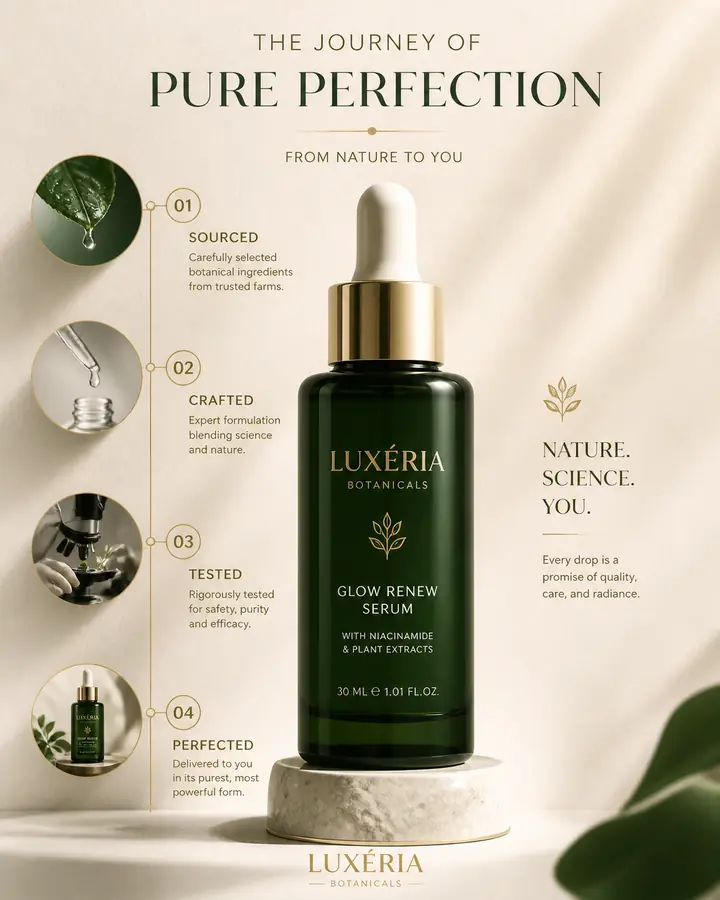 THE JOURNEY OF
PURE PERFECTION
FROM NATURE TO YOU
01
SOURCED
Carefully selected
botanical ingredients
from trusted farms.
02
CRAFTED
Expert formulation
blending science
and nature.
03
TESTED
Rigorously tested
for safety, purity
and efficacy.
04
PERFECTED
Delivered to you
in its purest, most
powerful form.
LUXÉRIA
BOTANICALS
GLOW RENEW
SERUM
WITH NIACINAMIDE
& PLANT EXTRACTS
30 ML ℮ 1.01 FL.OZ.
NATURE.
SCIENCE.
YOU.
Every drop is a
promise of quality,
care, and radiance.
LUXÉRIA
GLOW RENEW
LUXÉRIA
BOTANICALS